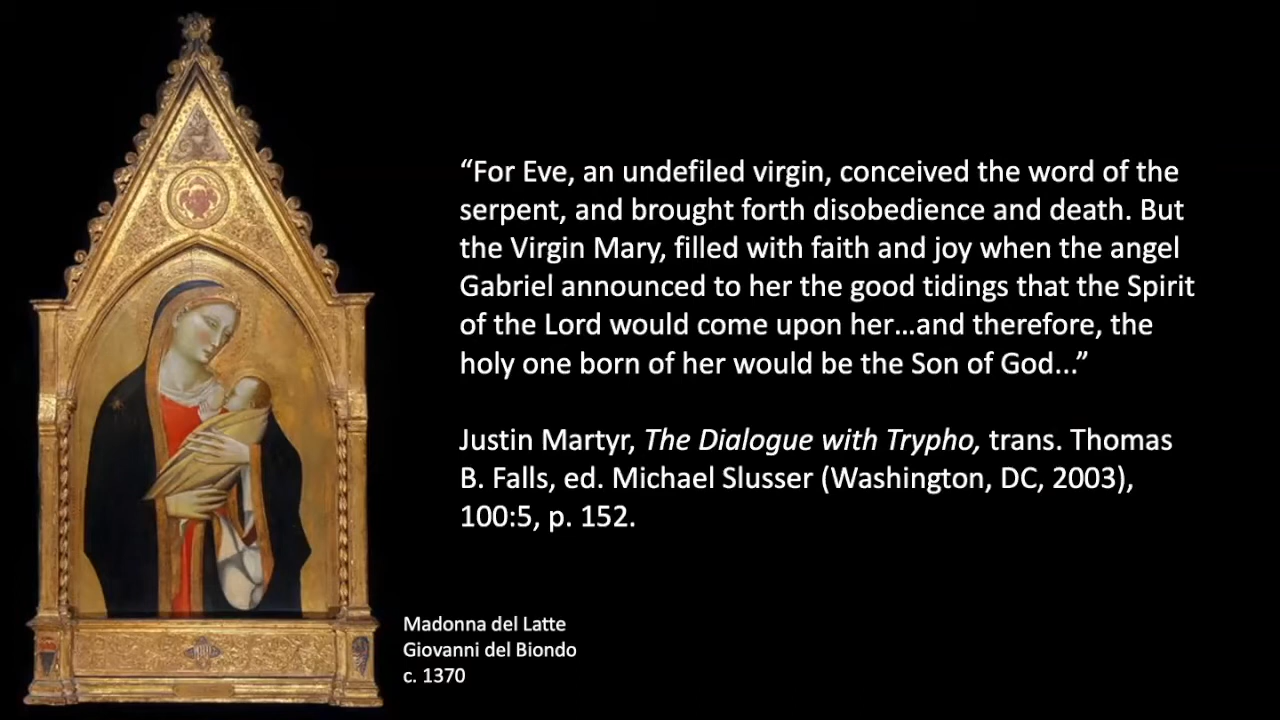 “For Eve, an undefiled virgin, conceived the word of the
serpent, and brought forth disobedience and death. But
the Virgin Mary, filled with faith and joy when the angel
Gabriel announced to her the good tidings that the Spirit
of the Lord would come upon her…and therefore, the
holy one born of her would be the Son of God...”
Justin Martyr, The Dialogue with Trypho, trans. Thomas
B. Falls, ed. Michael Slusser (Washington, DC, 2003),
100:5, p. 152.
Madonna del Latte
Giovanni del Biondo
c. 1370